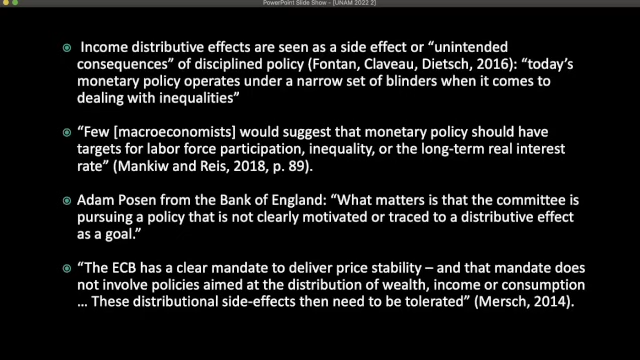 PowerPoint Slide Show - [UNAM 2022 2]
Income distributive effects are seen as a side effect or “unintended
consequences” of disciplined policy (Fontan, Claveau, Dietsch, 2016): “today’s
monetary policy operates under a narrow set of blinders when it comes to
dealing with inequalities”
“Few [macroeconomists] would suggest that monetary policy should have
targets for labor force participation, inequality, or the long-term real interest
rate” (Mankiw and Reis, 2018, p. 89).
Adam Posen from the Bank of England: “What matters is that the committee is
pursuing a policy that is not clearly motivated or traced to a distributive effect
as a goal.”
“The ECB has a clear mandate to deliver price stability – and that mandate does
not involve policies aimed at the distribution of wealth, income or consumption
… These distributional side-effects then need to be tolerated” (Mersch, 2014).